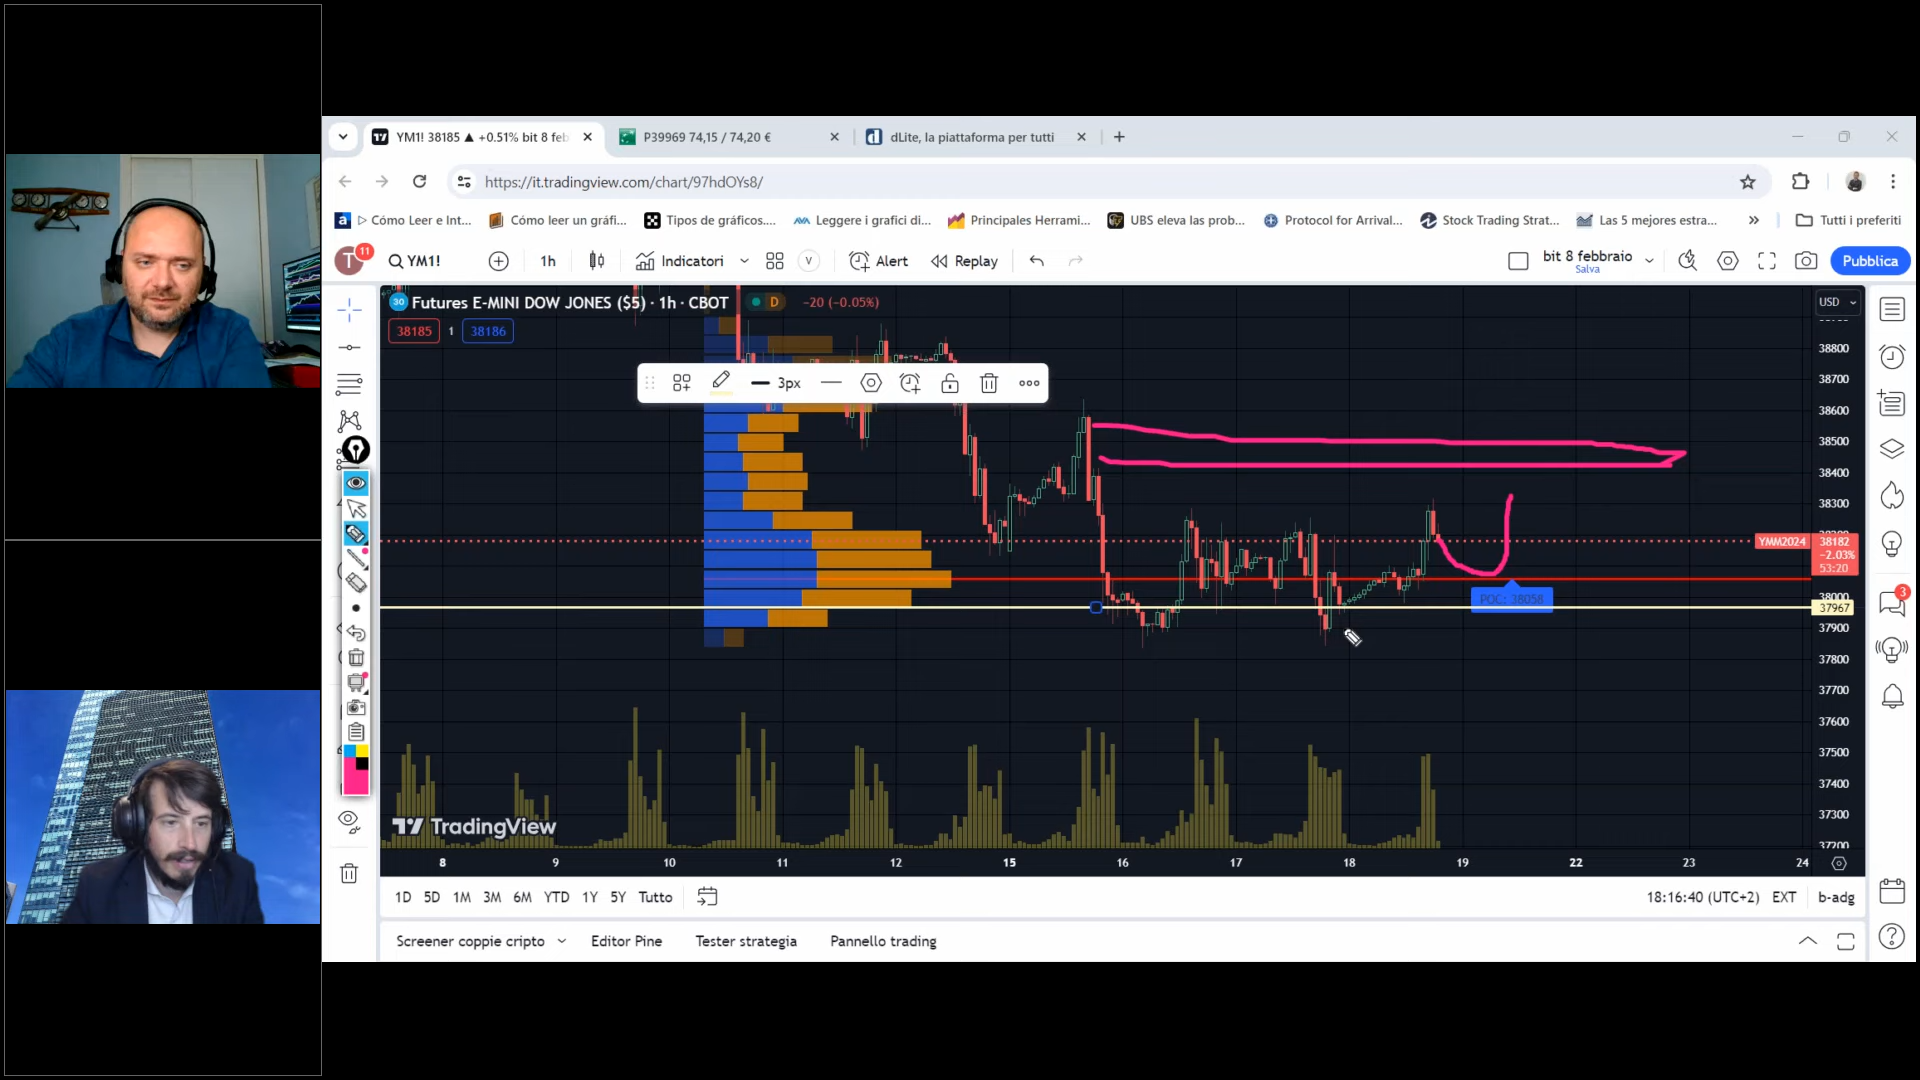 YM1! 38185 ▲ +0.51% bit 8 feb
P39969 74,15 / 74,20 €
dLite, la piattaforma per tutti
https://it.tradingview.com/chart/97hdOYs8/
▷ Cómo Leer e Int...
Cómo leer un gráfi...
Tipos de gráficos....
Leggere i grafici di...
Principales Herrami...
UBS eleva las prob...
Protocol for Arrival...
Stock Trading Strat...
Las 5 mejores estra...
Tutti i preferiti
T 11
YM1!
1h
Indicatori
V
Alert
Replay
bit 8 febbraio
Salva
Pubblica
30 Futures E-MINI DOW JONES ($5) · 1h · CBOT D −20 (−0.05%)
USD
38185 1 38186
3px
38800
38700
38600
38500
38400
38300
YMM2024 38182
−2.03%
53:20
POC: 38058
38000
37967
37900
37800
37700
37600
37500
37400
37300
37200
3
TradingView
8 9 10 11 12 15 16 17 18 19 22 23 24
1D 5D 1M 3M 6M YTD 1Y 5Y Tutto
18:16:40 (UTC+2) EXT b-adg
Screener coppie cripto Editor Pine Tester strategia Pannello trading